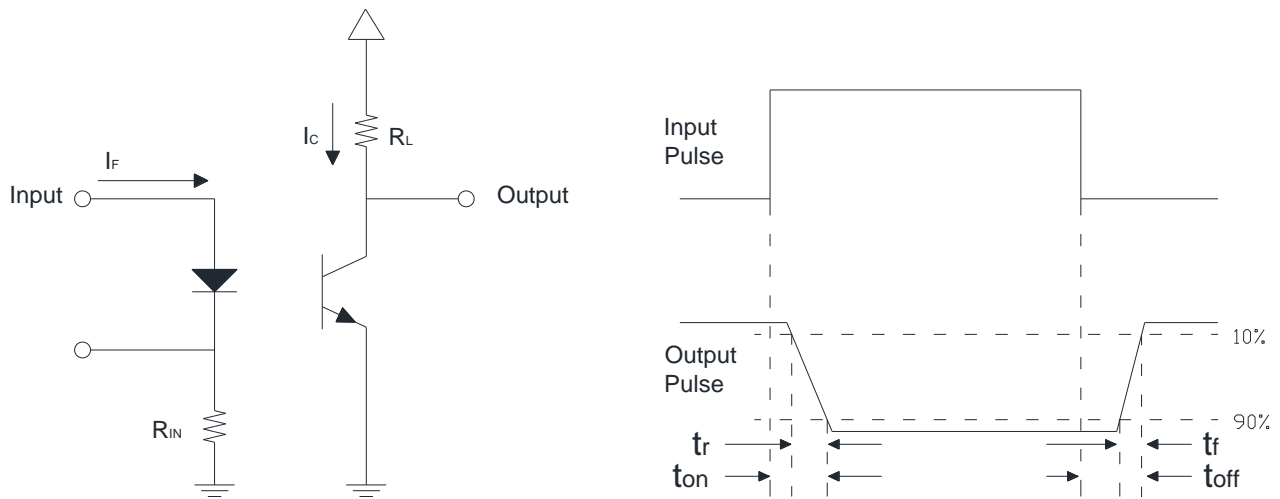 IC
RL
IF
Input
Output
RIN
Input
Pulse
Output
Pulse
10%
90%
tr
tf
ton
toff